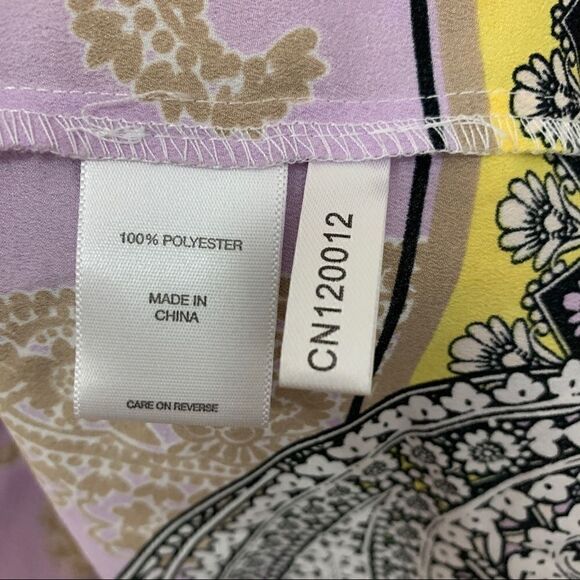 100% POLYESTER
MADE IN
CHINA
CARE ON REVERSE
CN120012